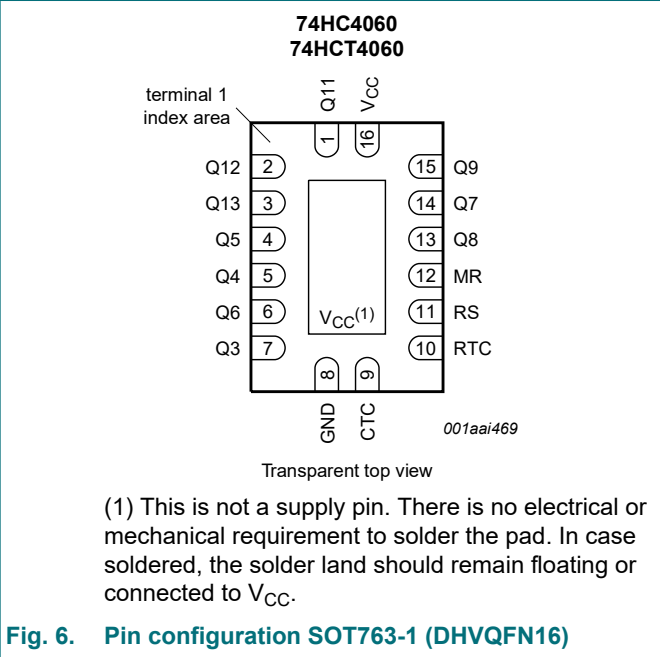 74HC4060
74HCT4060
terminal 1
index area
Q11
VCC
1
16
Q12 2
15 Q9
Q13 3
14 Q7
Q5 4
13 Q8
Q4 5
12 MR
Q6 6
11 RS
Q3 7
10 RTC
VCC(1)
8
9
GND
CTC
001aai469
Transparent top view
(1) This is not a supply pin. There is no electrical or
mechanical requirement to solder the pad. In case
soldered, the solder land should remain floating or
connected to VCC.
Fig. 6. Pin configuration SOT763-1 (DHVQFN16)